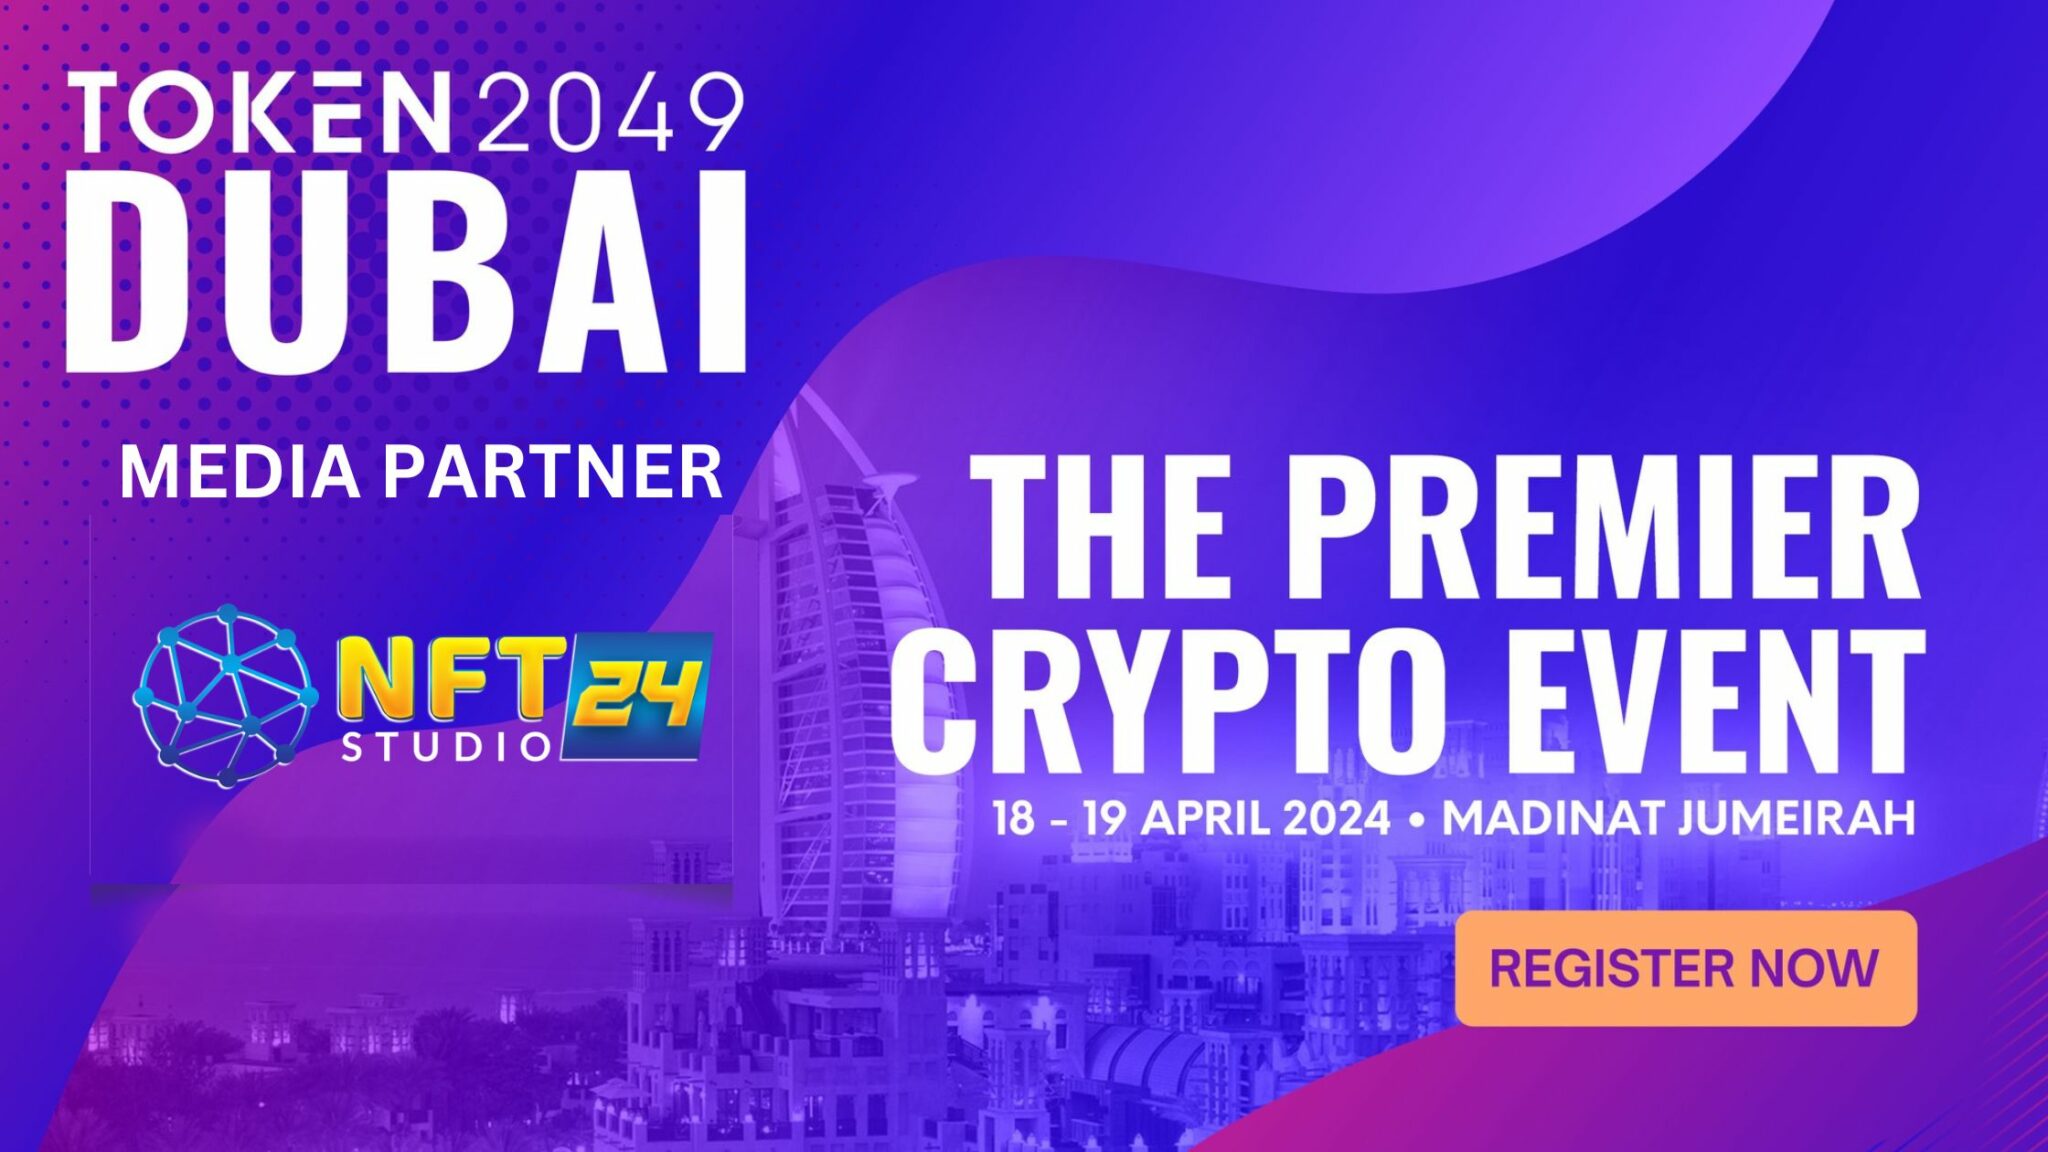 TOKEN2049
DUBAI
MEDIA PARTNER
NFT 24
STUDIO
THE PREMIER
CRYPTO EVENT
18 - 19 APRIL 2024 • MADINAT JUMEIRAH
REGISTER NOW